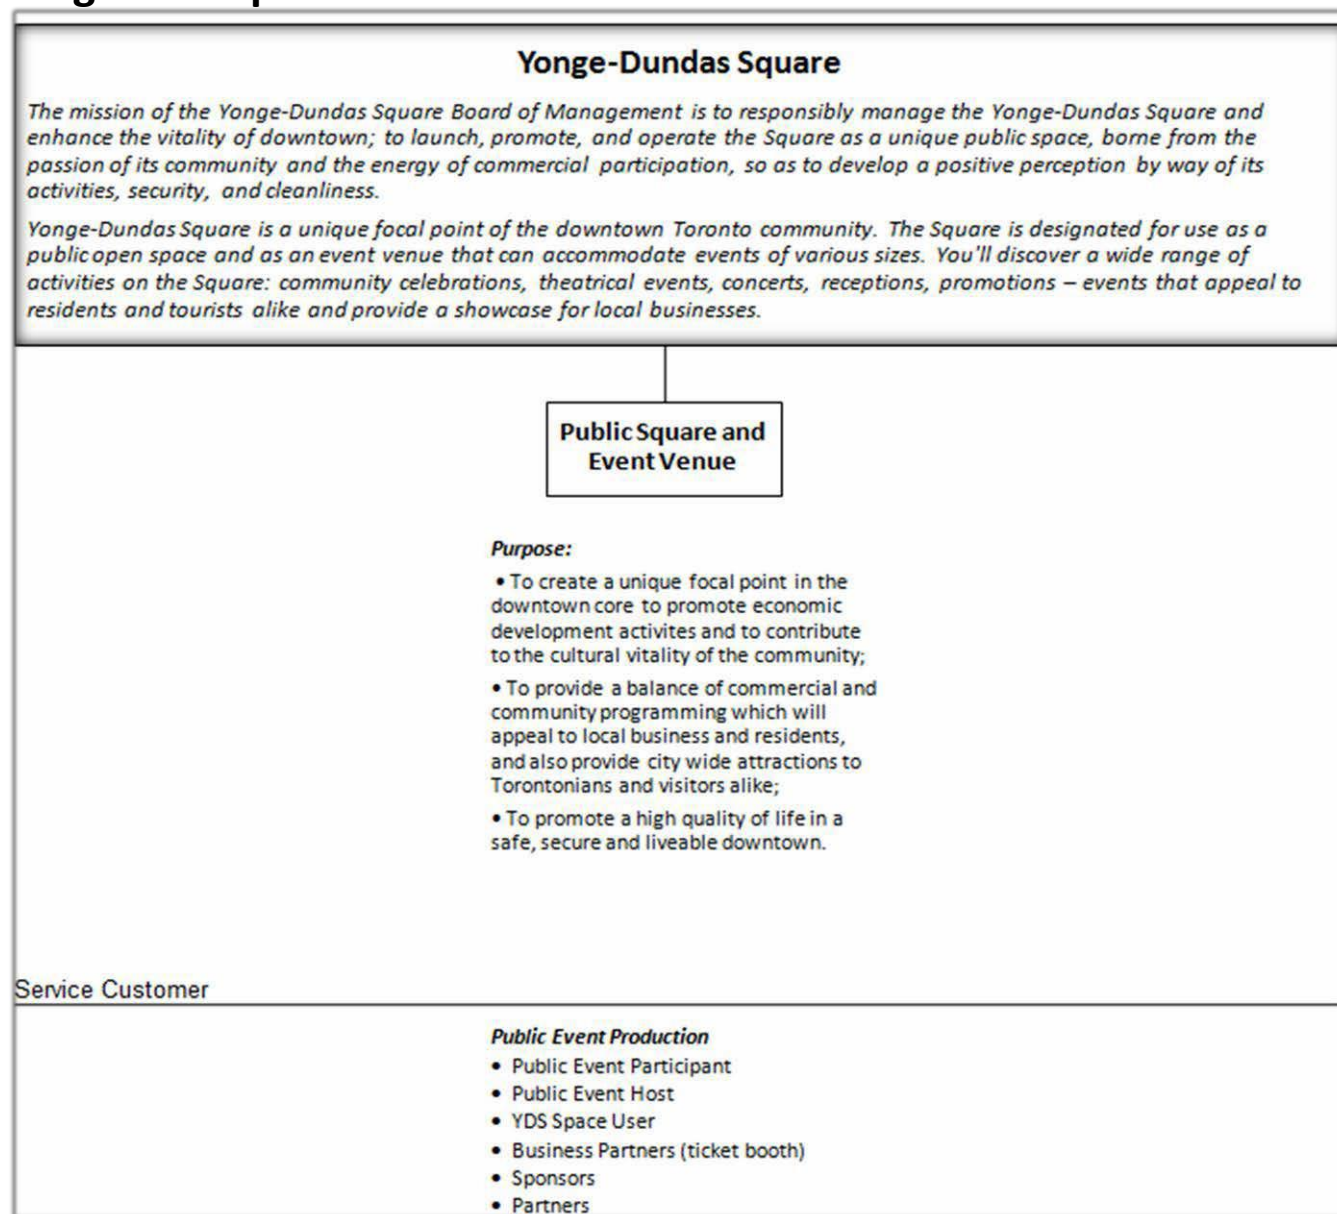 Yonge-Dundas Square
The mission of the Yonge-Dundas Square Board of Management is to responsibly manage the Yonge-Dundas Square and
enhance the vitality of downtown; to launch, promote, and operate the Square as a unique public space, borne from the
passion of its community and the energy of commercial participation, so as to develop a positive perception by way of its
activities, security, and cleanliness.
Yonge-Dundas Square is a unique focal point of the downtown Toronto community. The Square is designated for use as a
public open space and as an event venue that can accommodate events of various sizes. You'll discover a wide range of
activities on the Square: community celebrations, theatrical events, concerts, receptions, promotions – events that appeal to
residents and tourists alike and provide a showcase for local businesses.
Public Square and
Event Venue
Purpose:
• To create a unique focal point in the
downtown core to promote economic
development activites and to contribute
to the cultural vitality of the community;
• To provide a balance of commercial and
community programming which will
appeal to local business and residents,
and also provide city wide attractions to
Torontonians and visitors alike;
• To promote a high quality of life in a
safe, secure and liveable downtown.
Service Customer
Public Event Production
• Public Event Participant
• Public Event Host
• YDS Space User
• Business Partners (ticket booth)
• Sponsors
• Partners